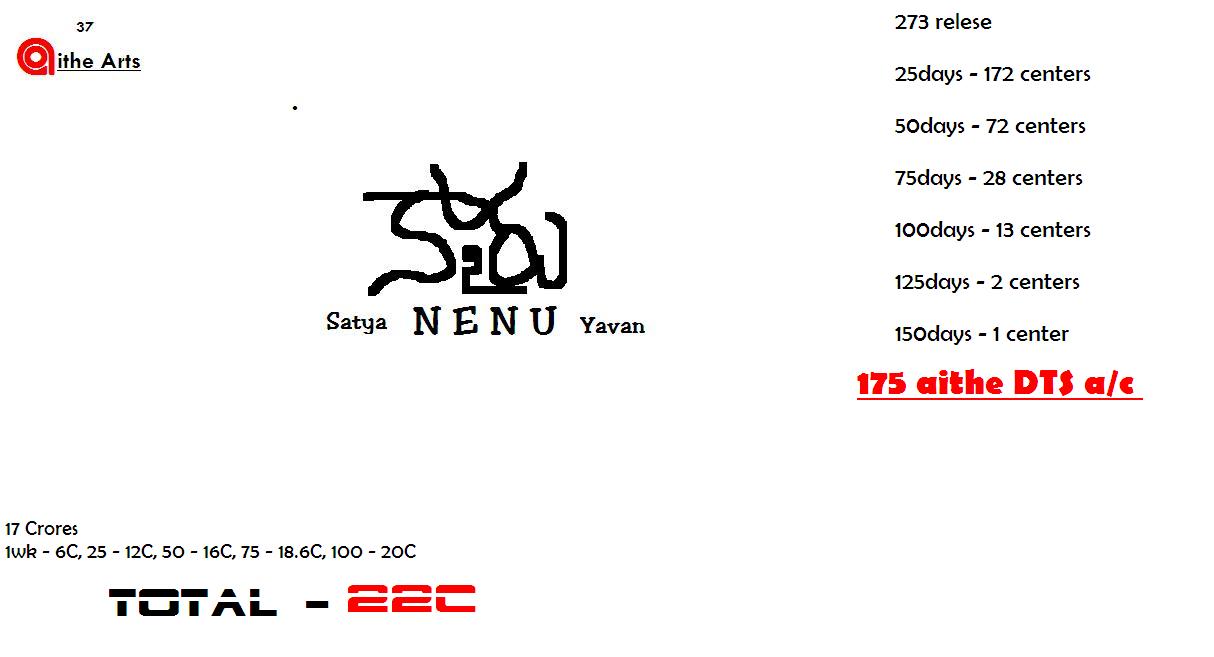 37
aithe Arts
273 relese
25days - 172 centers
50days - 72 centers
75days - 28 centers
100days - 13 centers
125days - 2 centers
150days - 1 center
175 aithe DTS a/c
Satya NENU Yavan
17 Crores
1wk - 6C, 25 - 12C, 50 - 16C, 75 - 18.6C, 100 - 20C
TOTAL - 22C